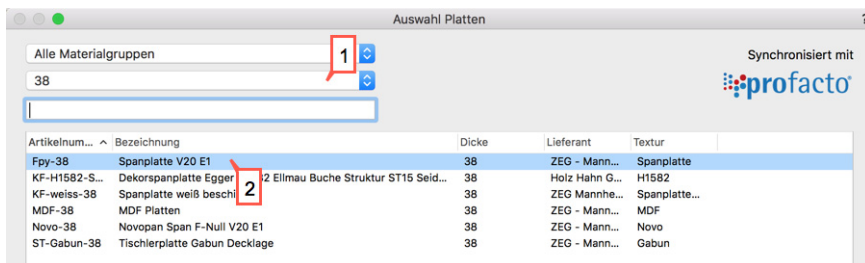 Auswahl Platten
Alle Materialgruppen
1
Synchronisiert mit
38
profacto
Artikelnum... Bezeichnung Dicke Lieferant Textur
Fpy-38 Spanplatte V20 E1 38 ZEG - Mann... Spanplatte
KF-H1582-S... Dekorspanplatte Egger 32 Ellmau Buche Struktur ST15 Seid... 38 Holz Hahn G... H1582
2
KF-weiss-38 Spanplatte weiß beschi 38 ZEG Mannhe... Spanplatte...
MDF-38 MDF Platten 38 ZEG - Mann... MDF
Novo-38 Novopan Span F-Null V20 E1 38 ZEG - Mann... Novo
ST-Gabun-38 Tischlerplatte Gabun Decklage 38 ZEG - Mann... Gabun